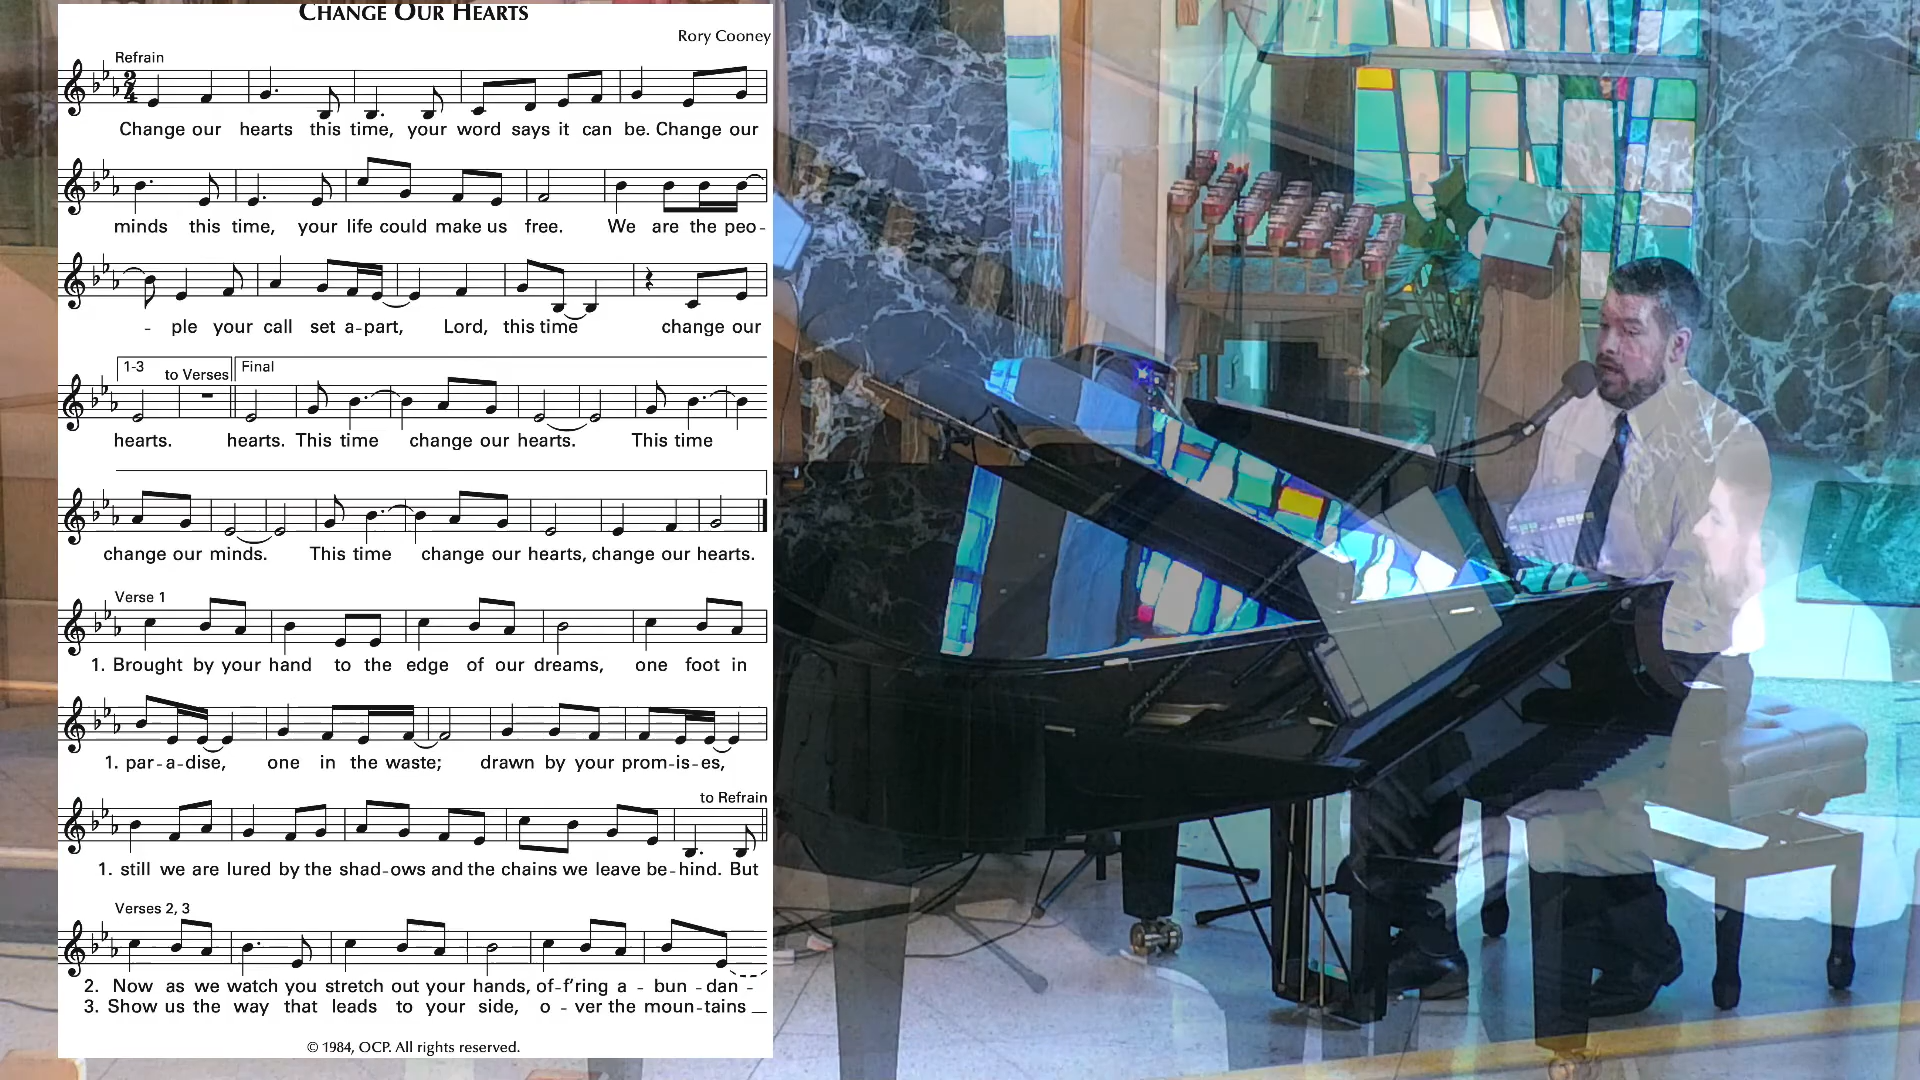 CHANGE OUR HEARTS
Rory Cooney
Refrain
Change our hearts this time, your word says it can be. Change our
minds this time, your life could make us free. We are the peo-
- ple your call set a-part, Lord, this time change our
1-3 to Verses Final
hearts. hearts. This time change our hearts. This time
change our minds. This time change our hearts, change our hearts.
Verse 1
1. Brought by your hand to the edge of our dreams, one foot in
1. par-a-dise, one in the waste; drawn by your prom-is-es,
to Refrain
1. still we are lured by the shad-ows and the chains we leave be-hind. But
Verses 2, 3
2. Now as we watch you stretch out your hands, of-f'ring a - bun - dan -
3. Show us the way that leads to your side, o - ver the moun-tains _
© 1984, OCP. All rights reserved.